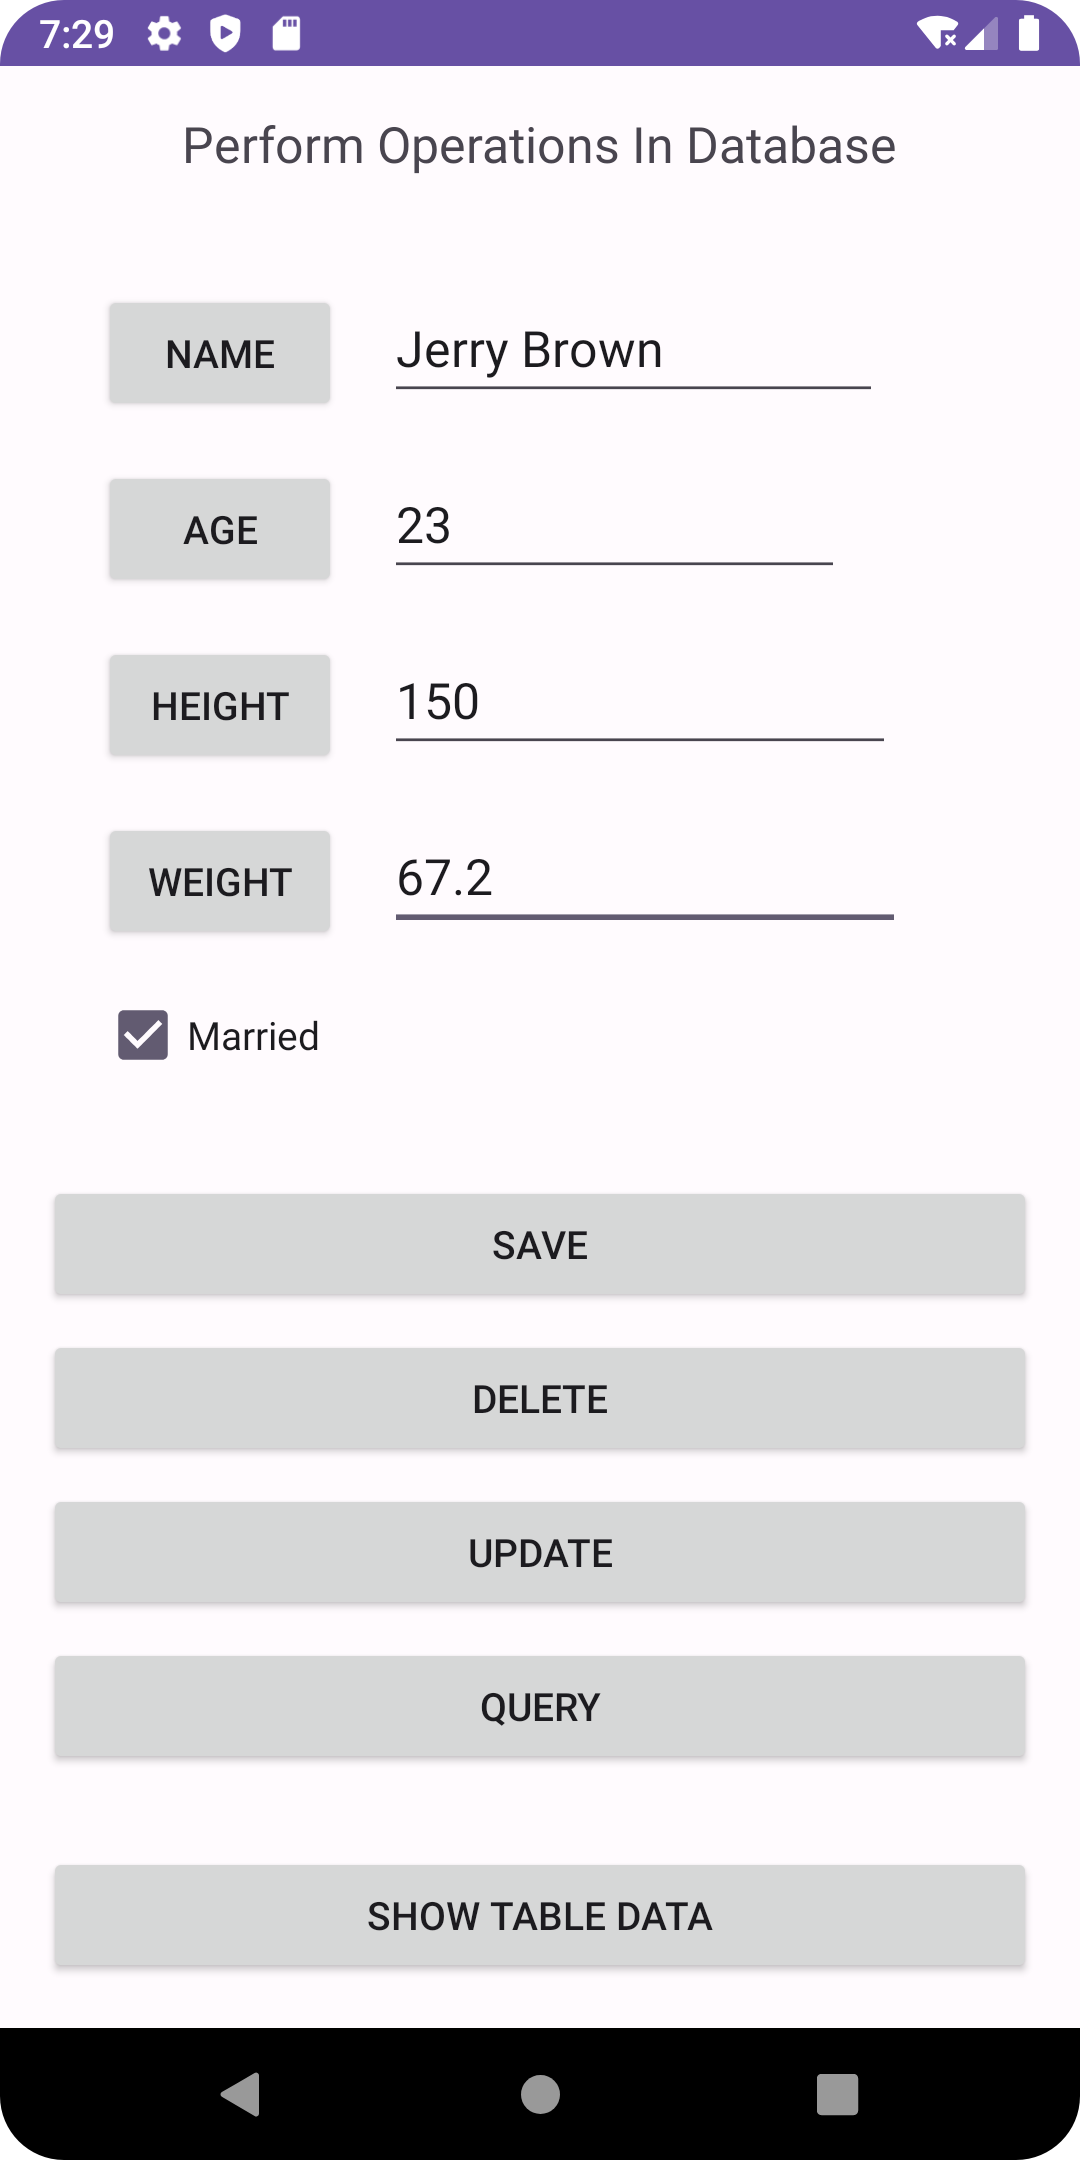 7:29
Perform Operations In Database
NAME
Jerry Brown
AGE
23
HEIGHT
150
WEIGHT
67.2
Married
SAVE
DELETE
UPDATE
QUERY
SHOW TABLE DATA